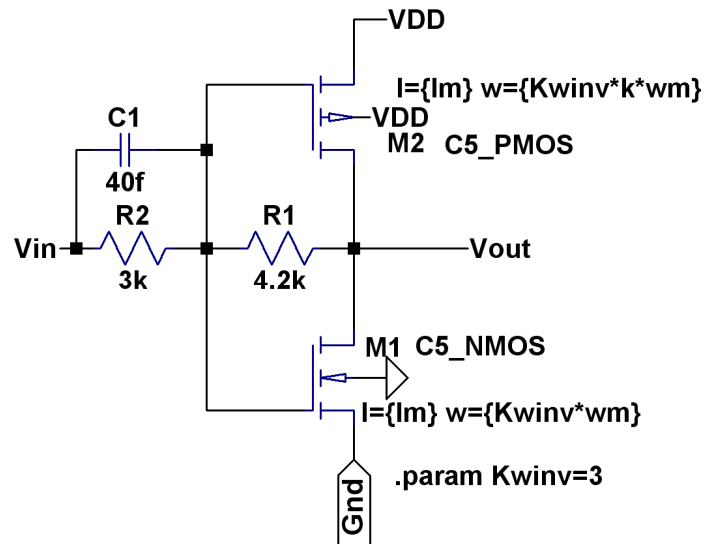 VDD
l={lm} w={Kwinv*k*wm}
VDD
M2 C5_PMOS
C1
40f
R2
3k
R1
4.2k
Vin
Vout
M1 C5_NMOS
l={lm} w={Kwinv*wm}
.param Kwinv=3
Gnd